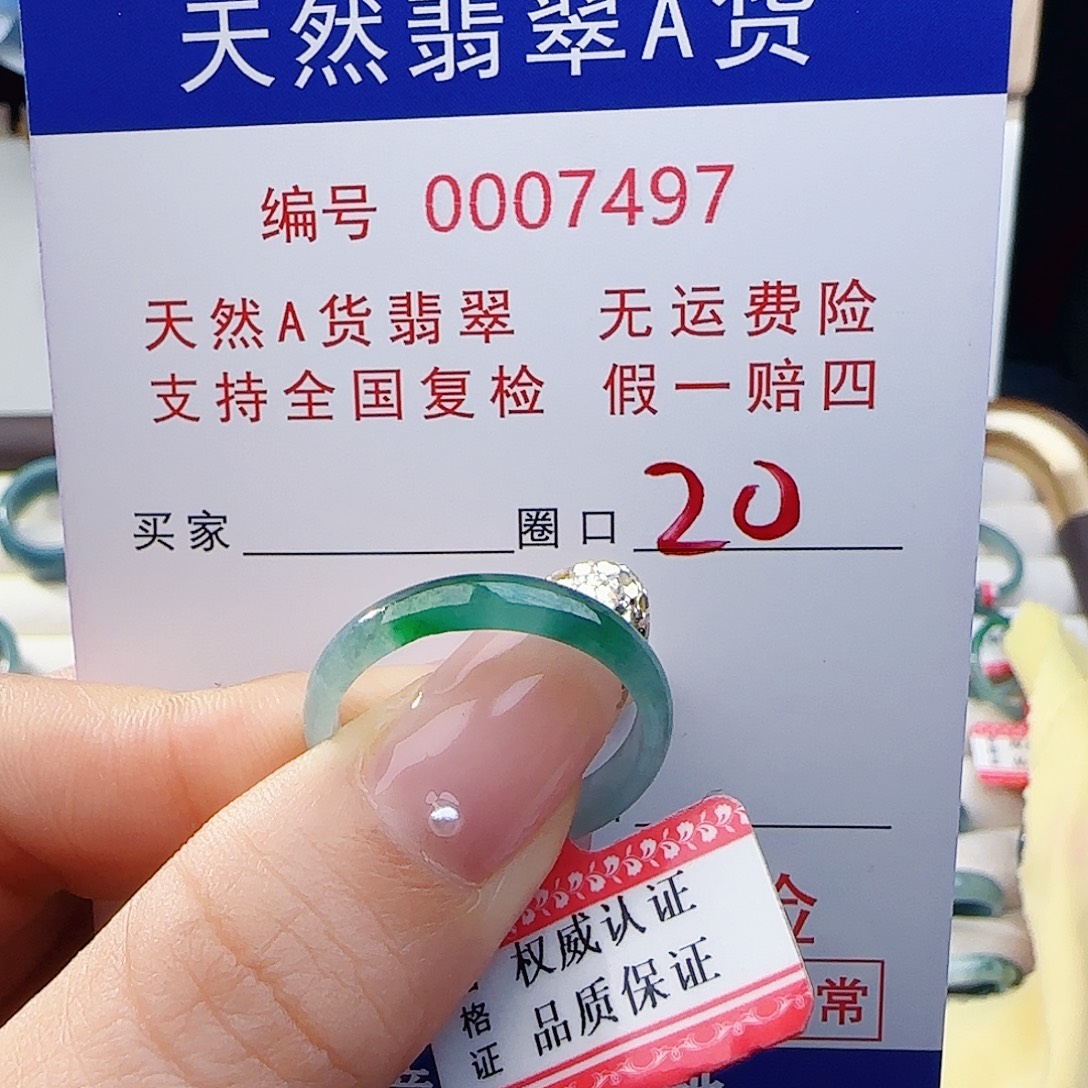 天然翡翠A货
编号 0007497
天然A货翡翠 无运费险
支持全国复检 假一赔四
买家 圈口 20
权威认证
品质保证
格证
常